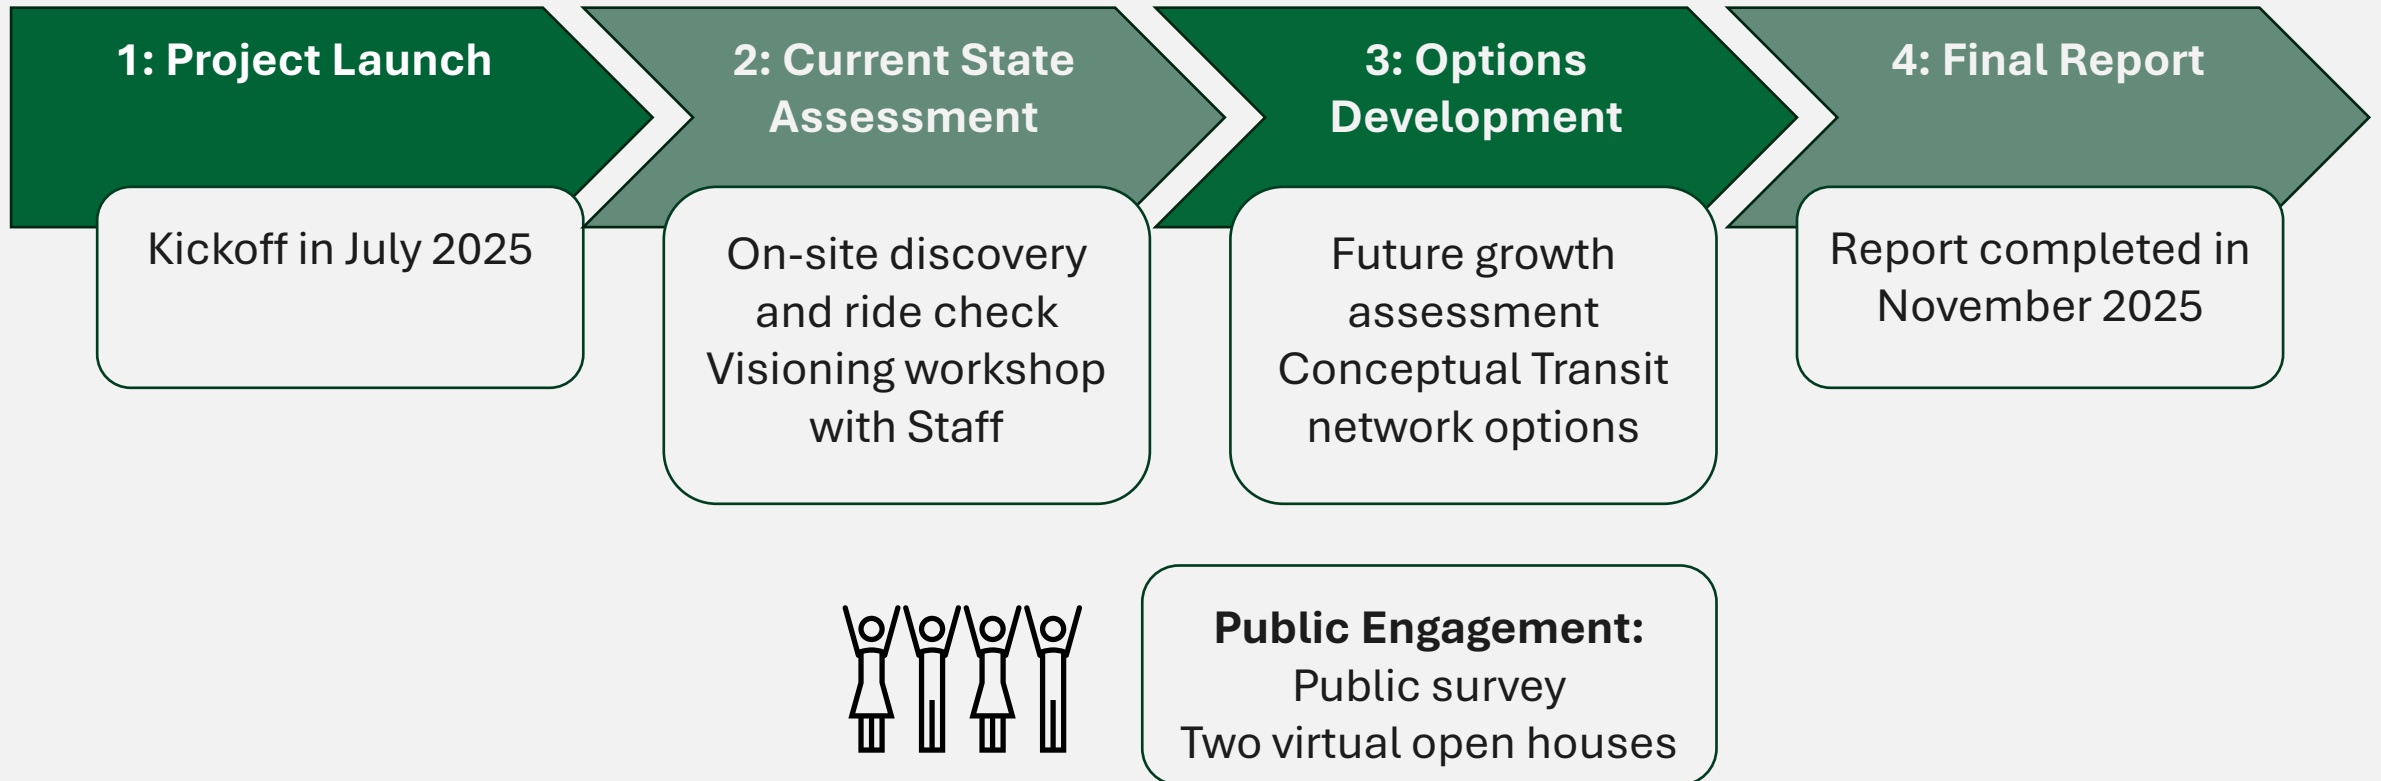 1: Project Launch
Kickoff in July 2025
2: Current State
Assessment
On-site discovery
and ride check
Visioning workshop
with Staff
3: Options
Development
Future growth
assessment
Conceptual Transit
network options
4: Final Report
Report completed in
November 2025
Public Engagement:
Public survey
Two virtual open houses